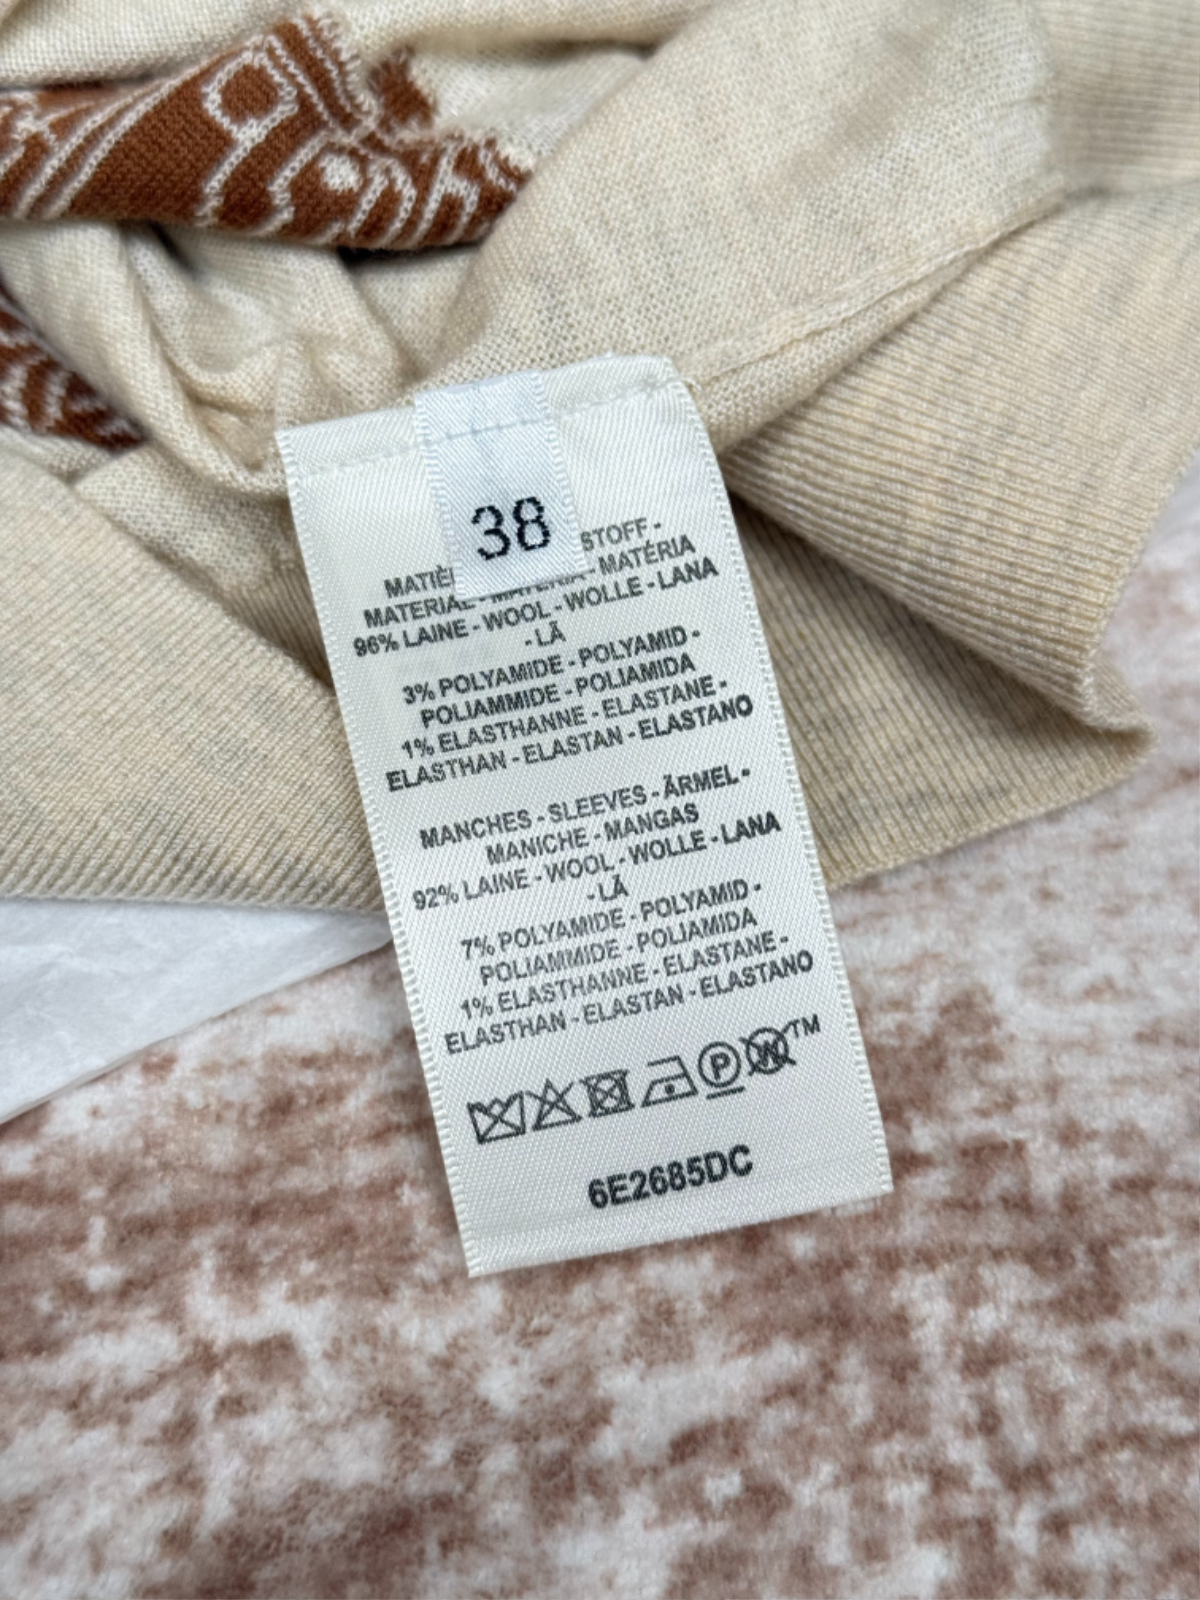 38
STOFF -
MATERIAL - MATERIA - MATÉRIA
96% LAINE - WOOL - WOLLE - LANA
- LÃ
3% POLYAMIDE - POLYAMID -
POLIAMMIDE - POLIAMIDA
1% ELASTHANNE - ELASTANE -
ELASTHAN - ELASTAN - ELASTANO
MANCHES - SLEEVES - ÄRMEL -
MANICHE - MANGAS
92% LAINE - WOOL - WOLLE - LANA
- LÃ
7% POLYAMIDE - POLYAMID -
POLIAMMIDE - POLIAMIDA
1% ELASTHANNE - ELASTANE -
ELASTHAN - ELASTAN - ELASTANO
P W™
6E2685DC